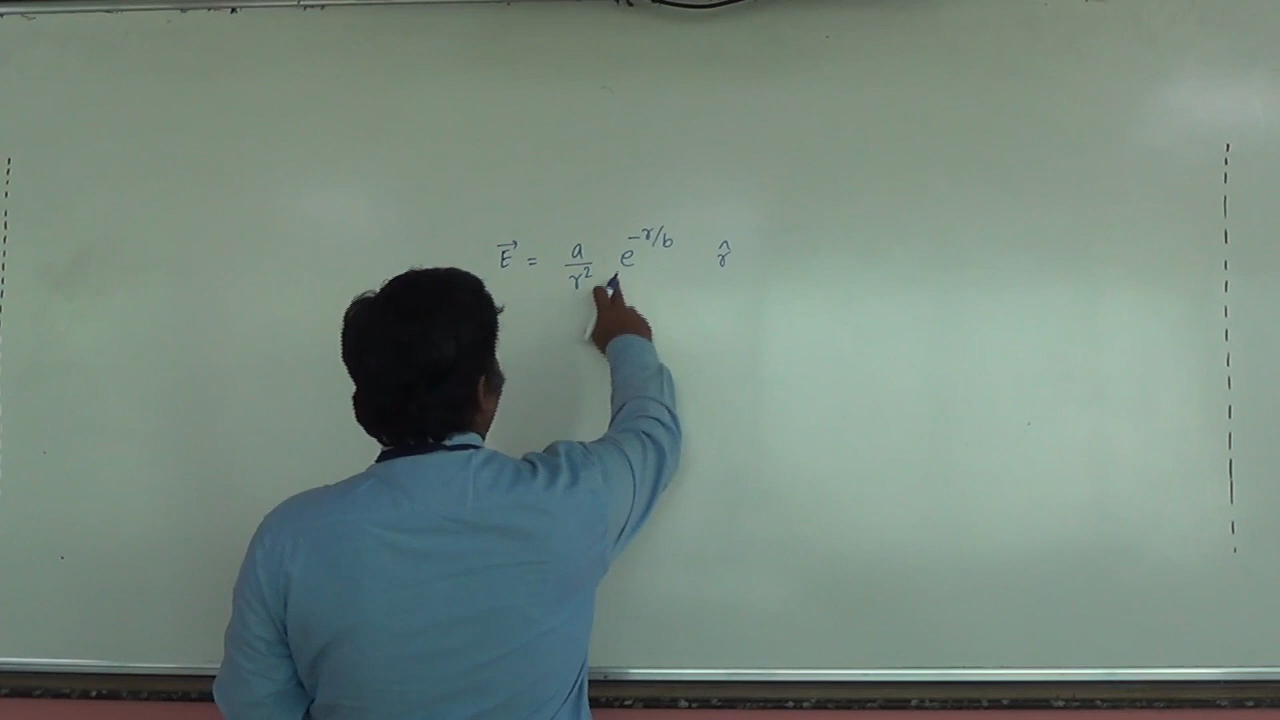 E⃗ = a/r² e^{-r/b} r̂